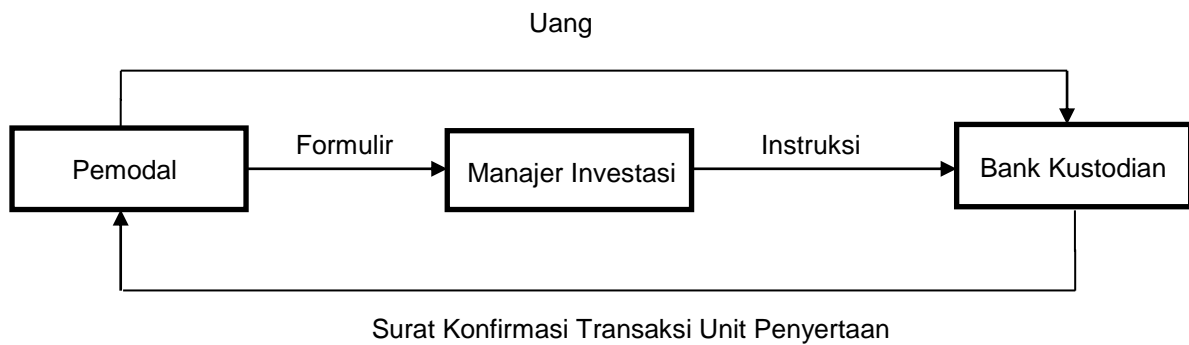 Uang
Formulir
Instruksi
Pemodal
Manajer Investasi
Bank Kustodian
Surat Konfirmasi Transaksi Unit Penyertaan